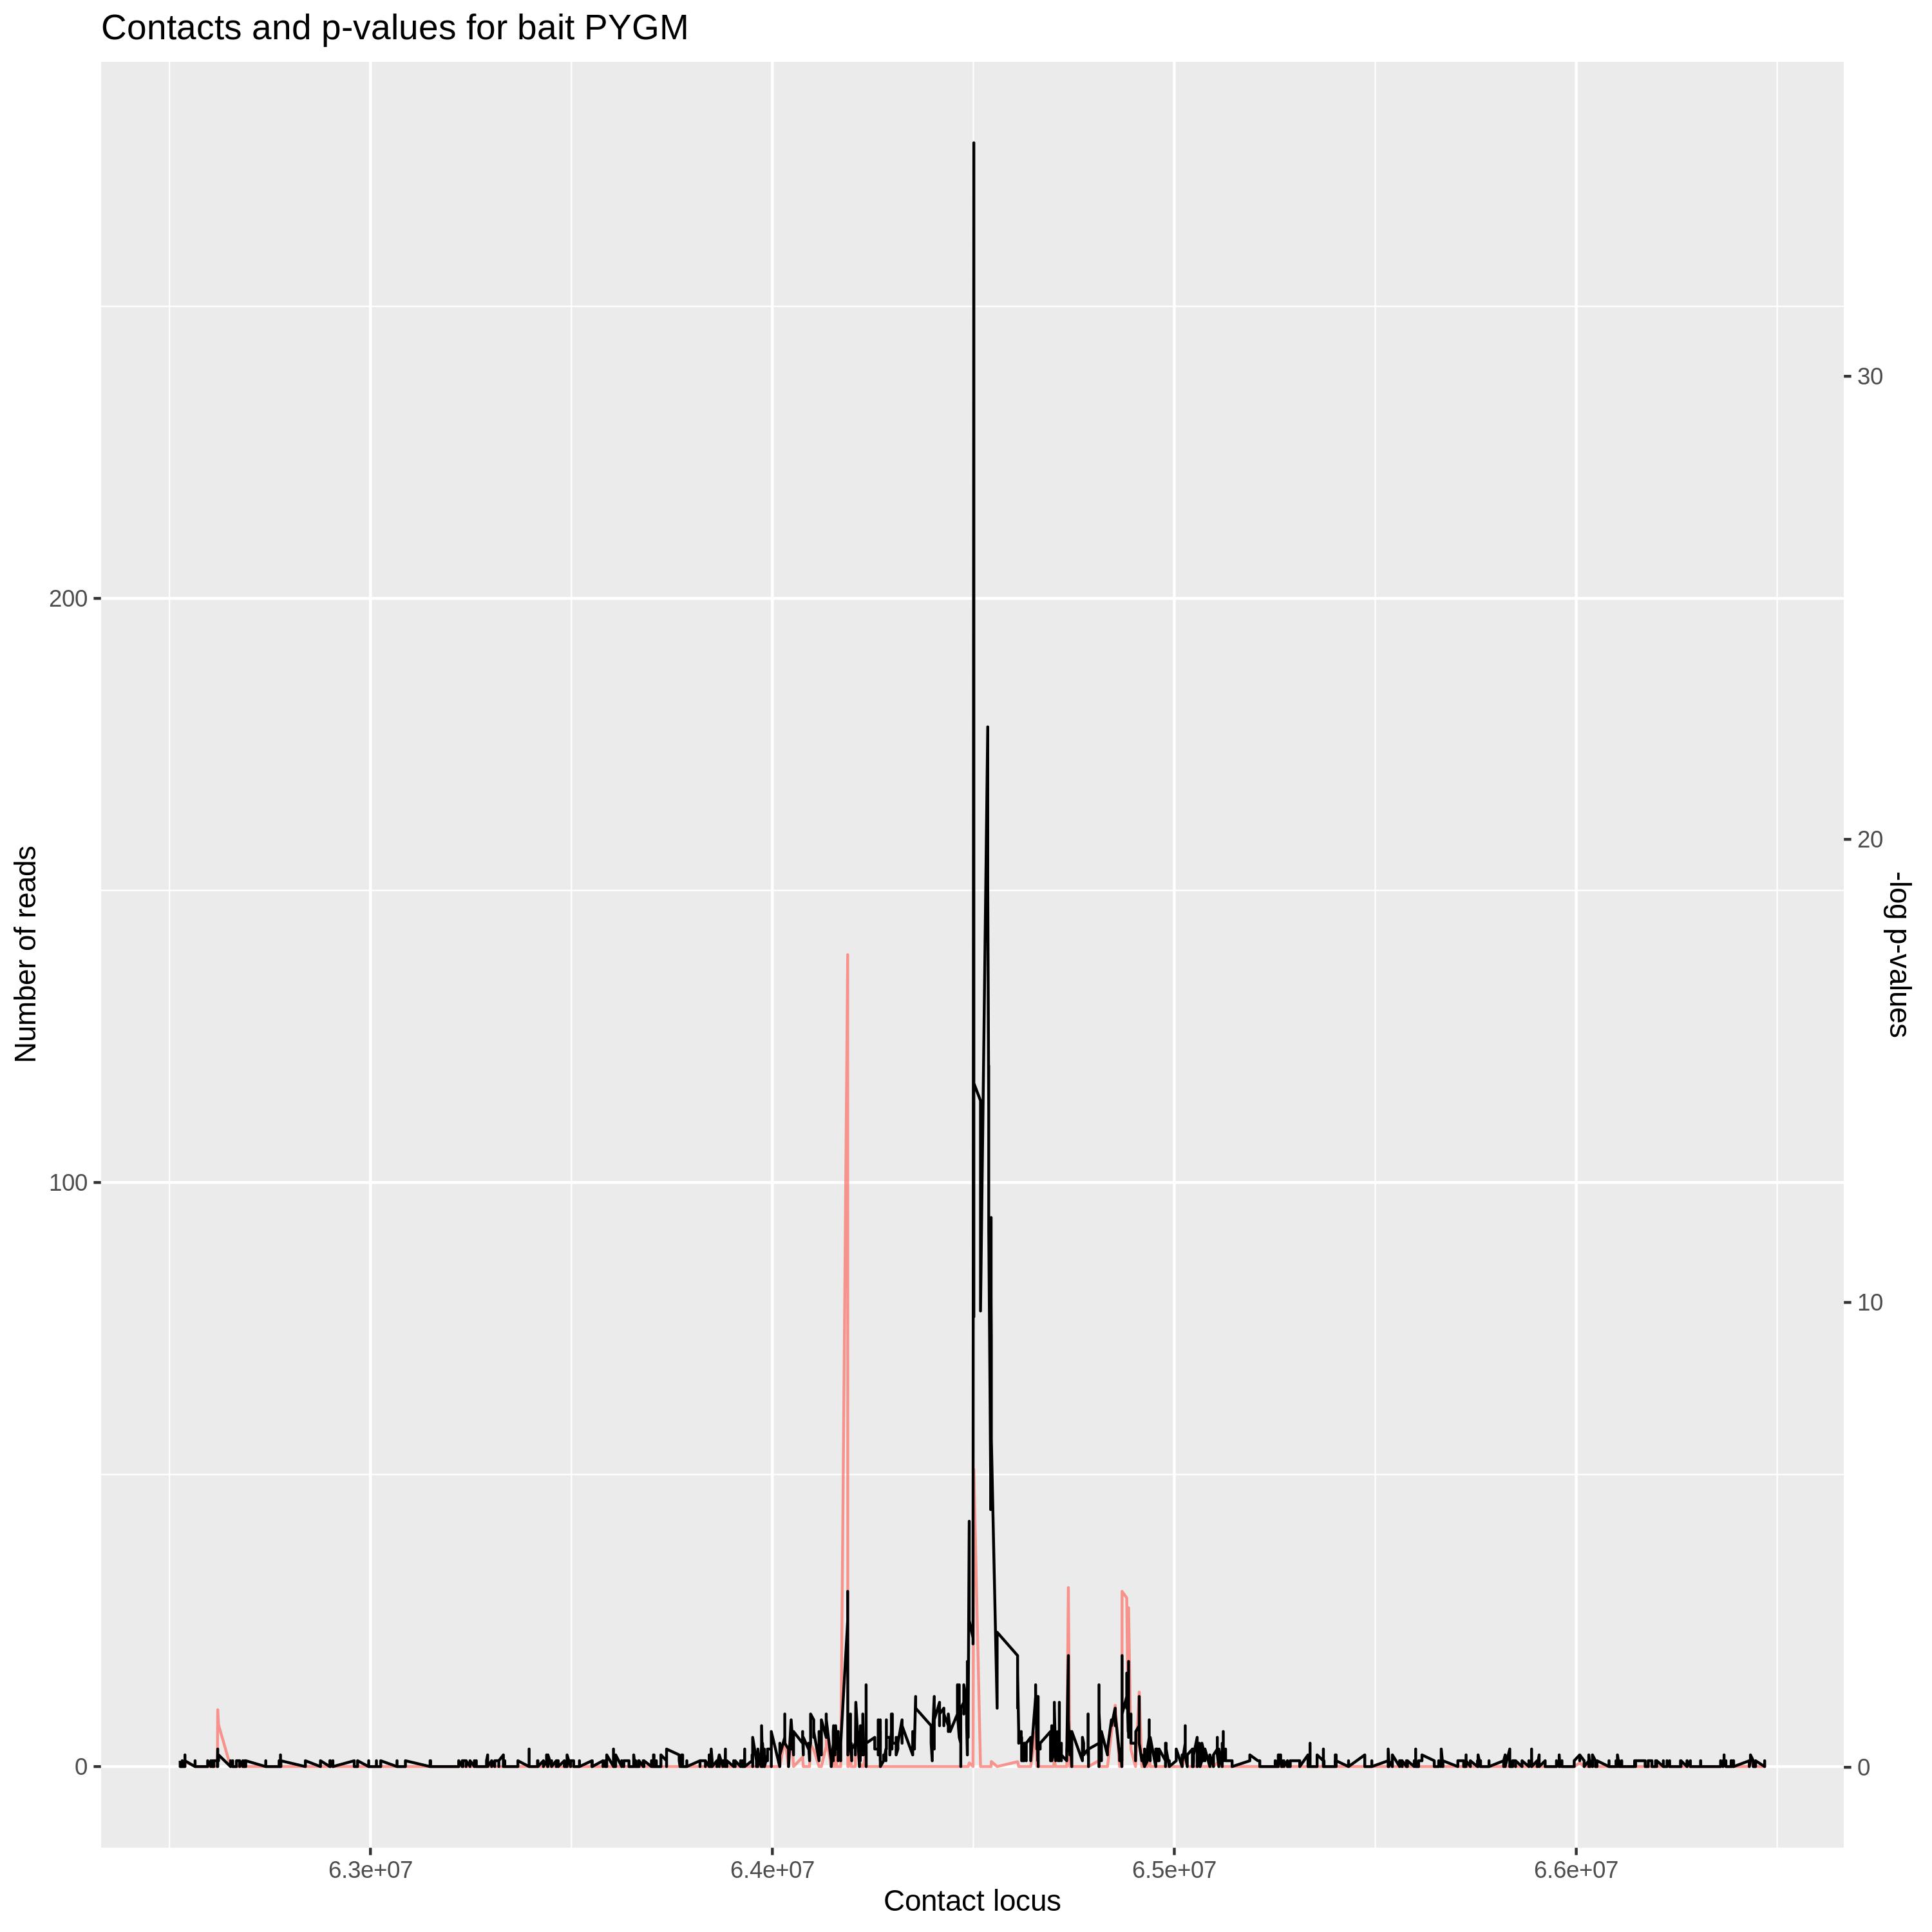 Contacts and p-values for bait PYGM
Number of reads
200
100
0
30
20
10
0
-log p-values
6.3e+07
6.4e+07
6.5e+07
6.6e+07
Contact locus